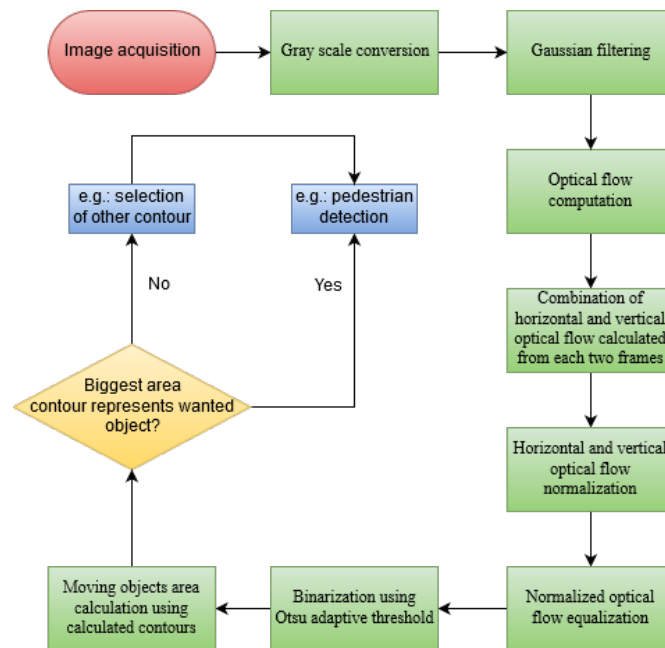 Image acquisition
Gray scale conversion
Gaussian filtering
Optical flow
computation
Combination of
horizontal and vertical
optical flow calculated
from each two frames
Horizontal and vertical
optical flow
normalization
Normalized optical
flow equalization
Binarization using
Otsu adaptive threshold
Moving objects area
calculation using
calculated contours
Biggest area
contour represents wanted
object?
No
Yes
e.g.: selection
of other contour
e.g.: pedestrian
detection